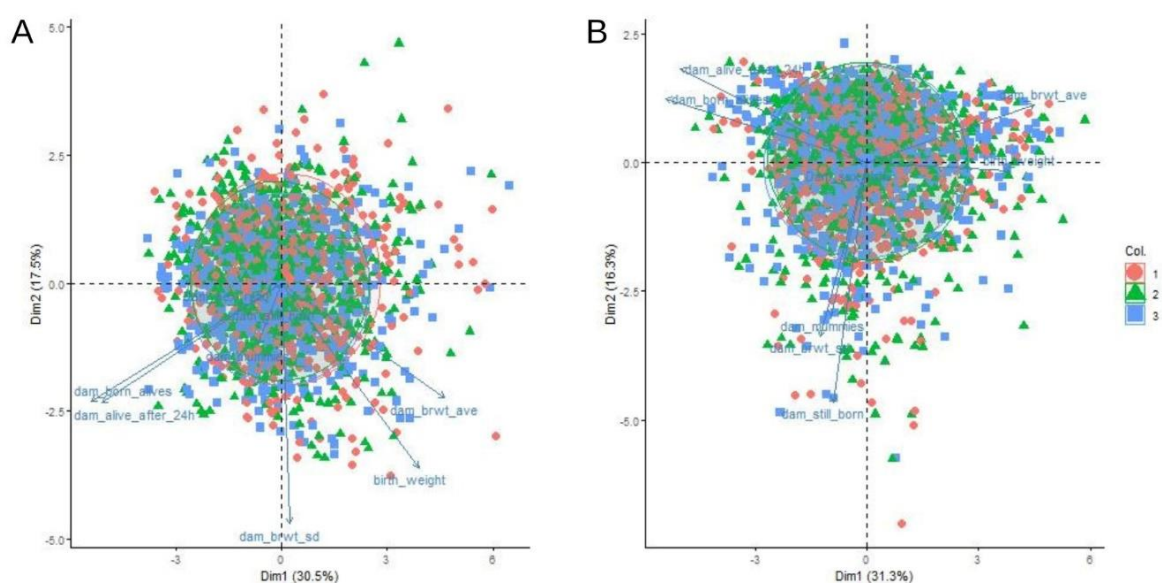 A
B
5.0
2.5
0.0
-2.5
-5.0
Dim2 (17.5%)
-3
0
3
6
Dim1 (30.5%)
dam_born_alives
dam_alive_after_24h
dam_brwt_ave
birth_weight
dam_brwt_sd
2.5
0.0
-2.5
-5.0
Dim2 (16.3%)
-3
0
3
6
Dim1 (31.3%)
dam_brwt_ave
dam_mummies
dam_still_born
Col.
1
2
3